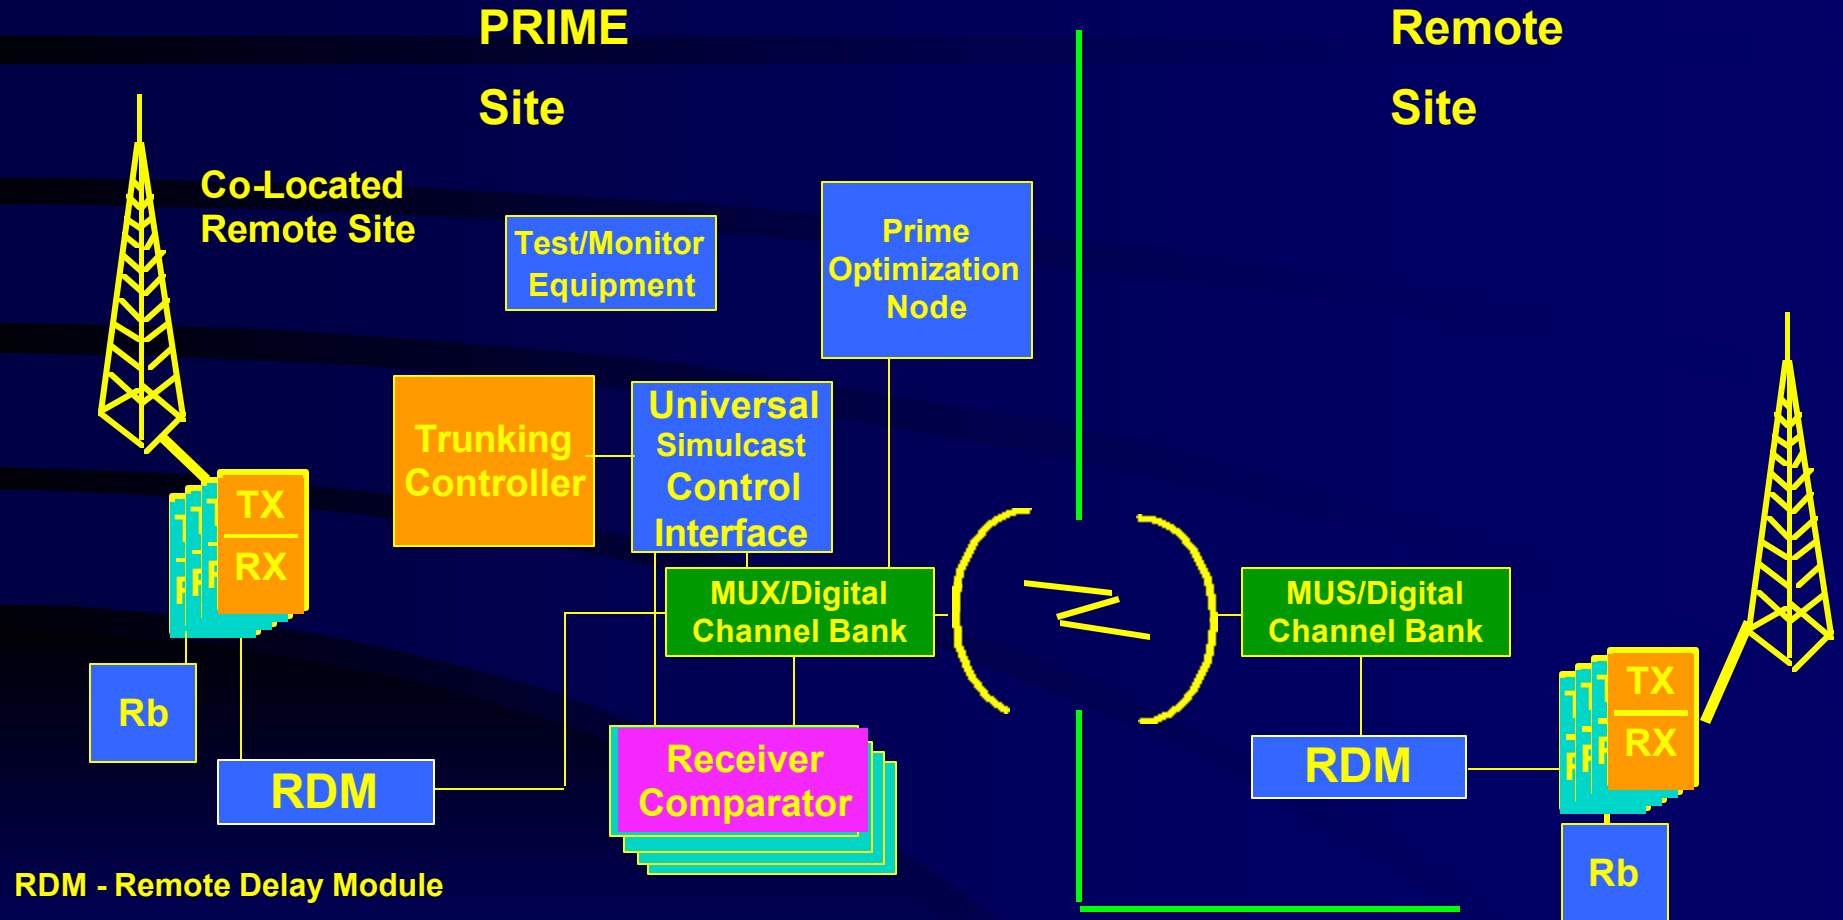 PRIME
Site
Remote
Site
Co-Located
Remote Site
Test/Monitor
Equipment
Prime
Optimization
Node
Trunking
Controller
Universal
Simulcast
Control
Interface
TX
RX
MUX/Digital
Channel Bank
MUS/Digital
Channel Bank
TX
RX
Rb
RDM
Receiver
Comparator
RDM
Rb
RDM - Remote Delay Module